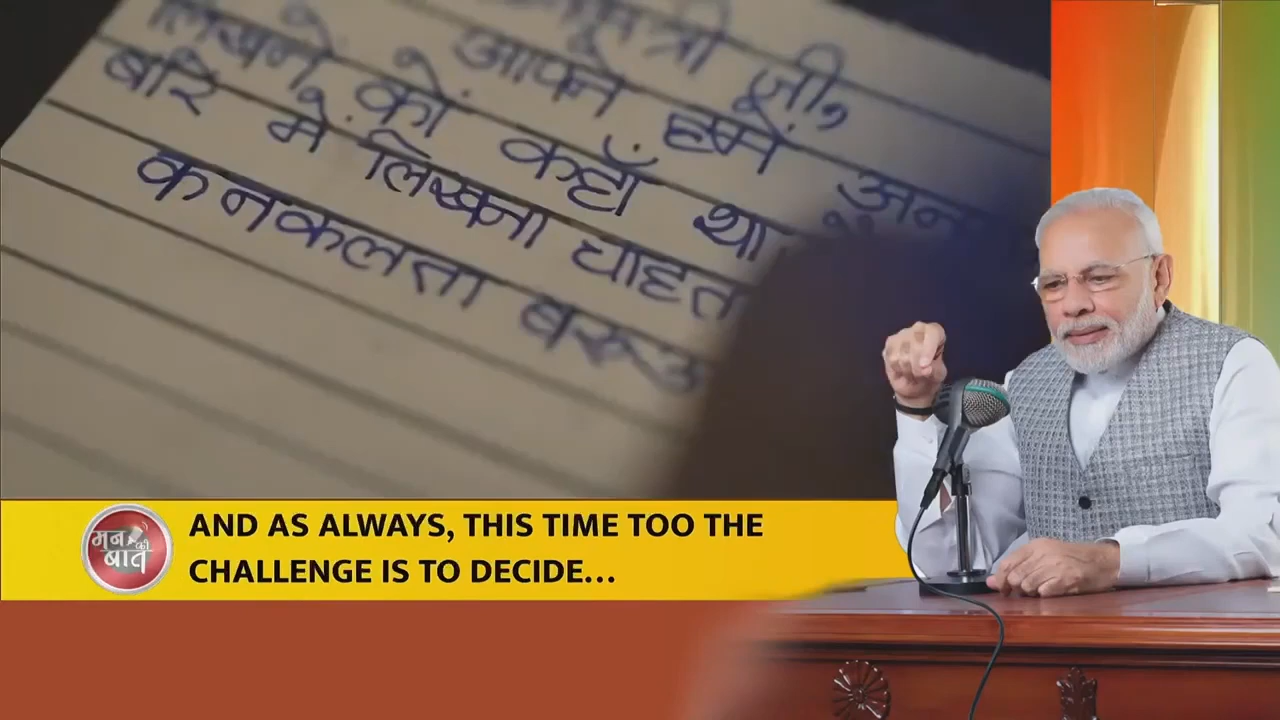 जी,
आपने हमें
लिखने को कहाँ था
बारे में लिखना चाहत
कनकलता बरुअ
मन की
बात
AND AS ALWAYS, THIS TIME TOO THE
CHALLENGE IS TO DECIDE...